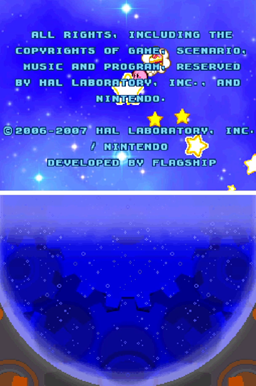 ALL RIGHTS, INCLUDING THE
COPYRIGHTS OF GAME, SCENARIO,
MUSIC AND PROGRAM, RESERVED
BY HAL LABORATORY, INC., AND
NINTENDO.
©2006-2007 HAL LABORATORY, INC.
/ NINTENDO
DEVELOPED BY FLAGSHIP